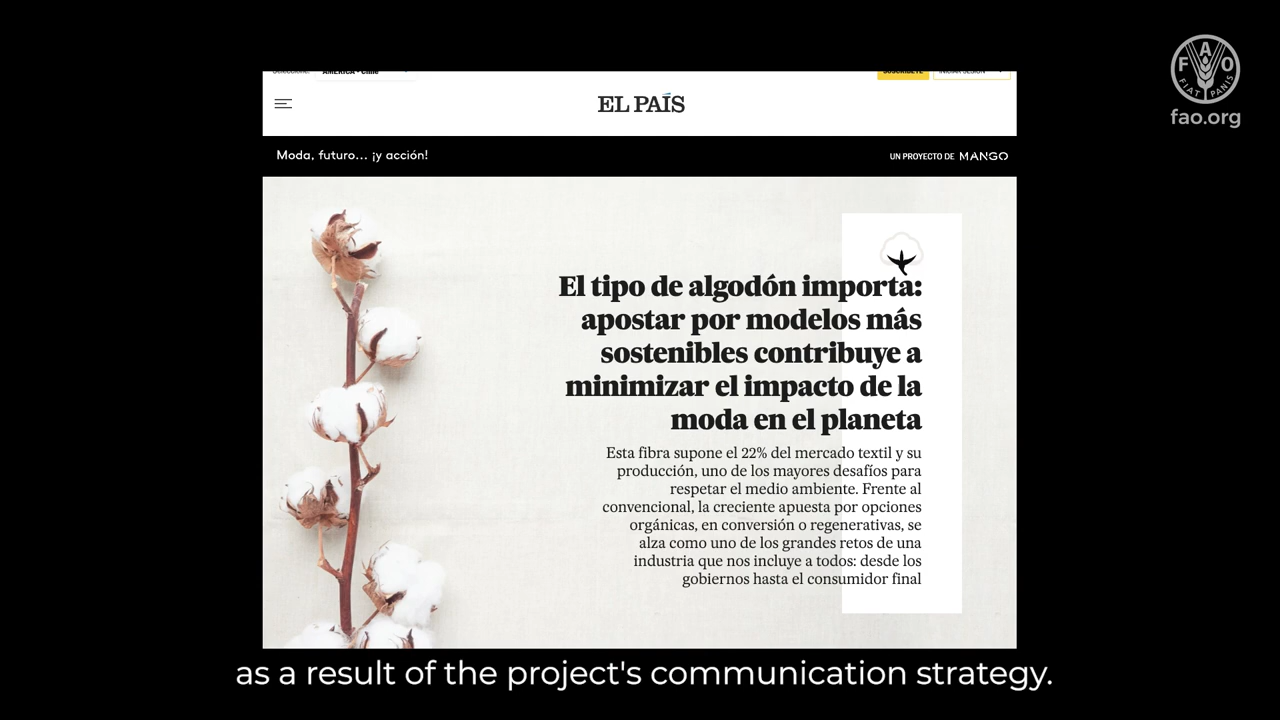 AMÉRICA - Chile
SUSCRÍBETE
INICIAR SESIÓN
EL PAÍS
Moda, futuro... ¡y acción!
UN PROYECTO DE MANGO
El tipo de algodón importa:
apostar por modelos más
sostenibles contribuye a
minimizar el impacto de la
moda en el planeta
Esta fibra supone el 22% del mercado textil y su
producción, uno de los mayores desafíos para
respetar el medio ambiente. Frente al
convencional, la creciente apuesta por opciones
orgánicas, en conversión o regenerativas, se
alza como uno de los grandes retos de una
industria que nos incluye a todos: desde los
gobiernos hasta el consumidor final
FAO
FIAT PANIS
fao.org
as a result of the project's communication strategy.